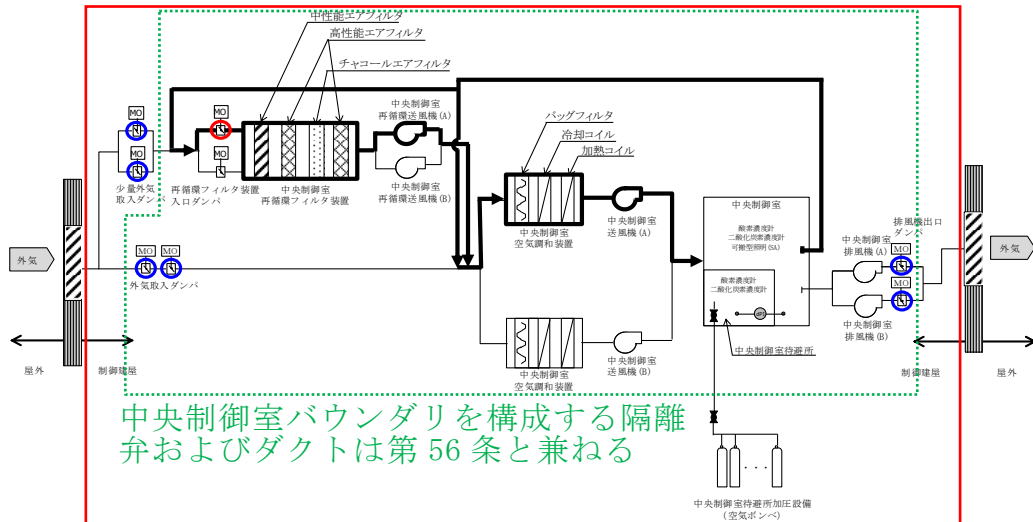 中性能エアフィルタ
高性能エアフィルタ
チャコールエアフィルタ
中央制御室
再循環送風機(A)
バッグフィルタ
冷却コイル
加熱コイル
MO
MO
MO
MO
少量外気
取入ダンパ
再循環フィルタ装置
入口ダンパ
中央制御室
再循環フィルタ装置
中央制御室
再循環送風機(B)
中央制御室
空気調和装置
中央制御室
送風機(A)
中央制御室
酸素濃度計
二酸化炭素濃度計
可搬型照明(SA)
酸素濃度計
二酸化炭素濃度計
dPI
排風機出口
ダンパ
中央制御室
排風機(A)
MO
MO
中央制御室
排風機(B)
外気
外気
MO
MO
外気取入ダンパ
中央制御室
空気調和装置
中央制御室
送風機(B)
中央制御室待避所
屋外
制御建屋
制御建屋
屋外
中央制御室バウンダリを構成する隔離
弁およびダクトは第 56 条と兼ねる
・・・
中央制御室待避所加圧設備
(空気ボンベ)